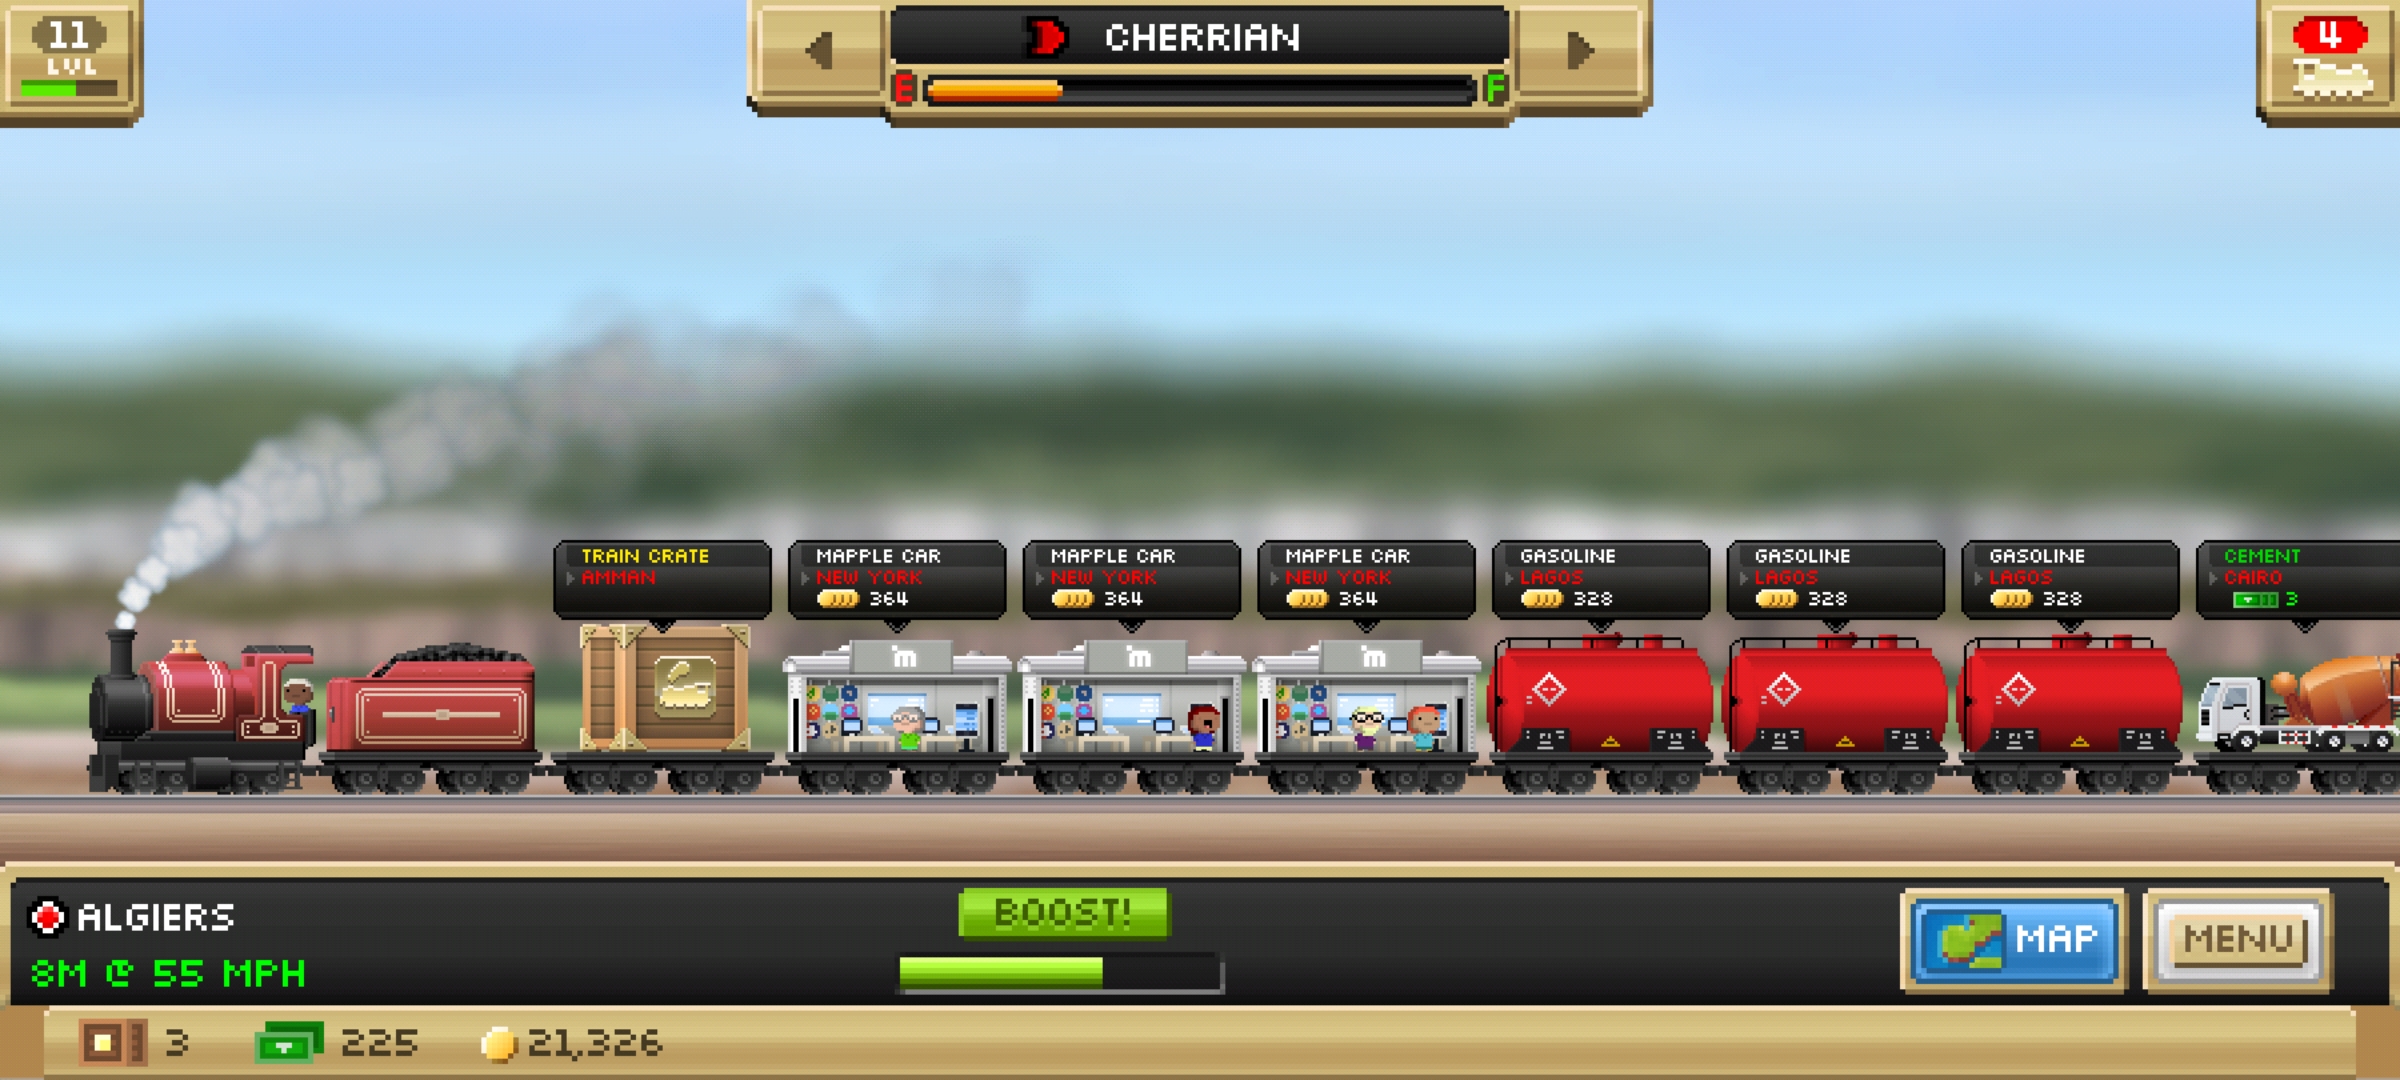 11
LVL
CHERRIAN
E
F
4
TRAIN CRATE
AMMAN
MAPPLE CAR
NEW YORK
364
MAPPLE CAR
NEW YORK
364
MAPPLE CAR
NEW YORK
364
GASOLINE
LAGOS
328
GASOLINE
LAGOS
328
GASOLINE
LAGOS
328
CEMENT
CAIRO
3
m
m
m
ALGIERS
8M @ 55 MPH
BOOST!
MAP
MENU
3
225
21,326